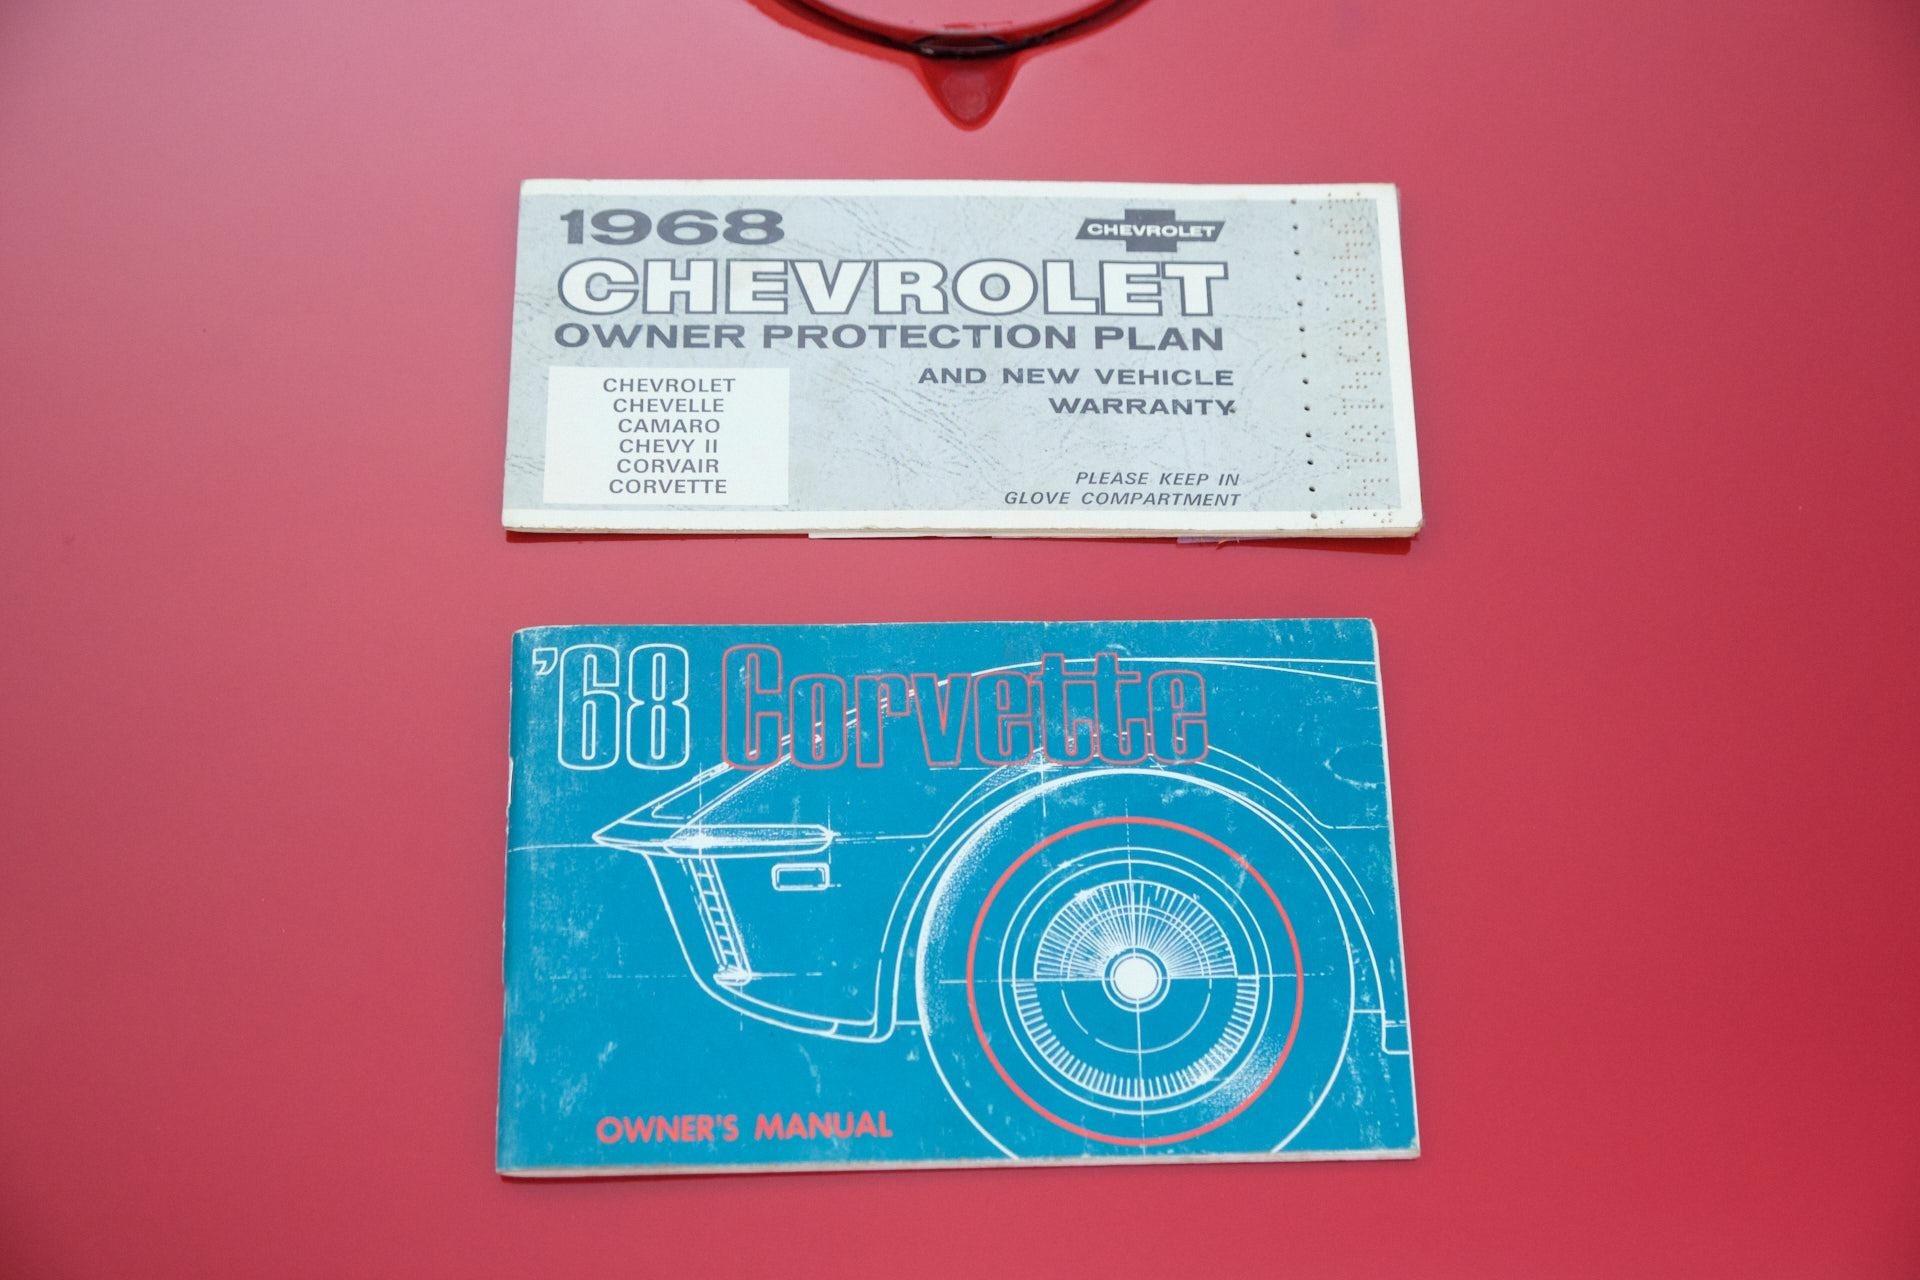 1968
CHEVROLET
CHEVROLET
OWNER PROTECTION PLAN
AND NEW VEHICLE
WARRANTY
CHEVROLET
CHEVELLE
CAMARO
CHEVY II
CORVAIR
CORVETTE
PLEASE KEEP IN
GLOVE COMPARTMENT
'68 Corvette
OWNER'S MANUAL